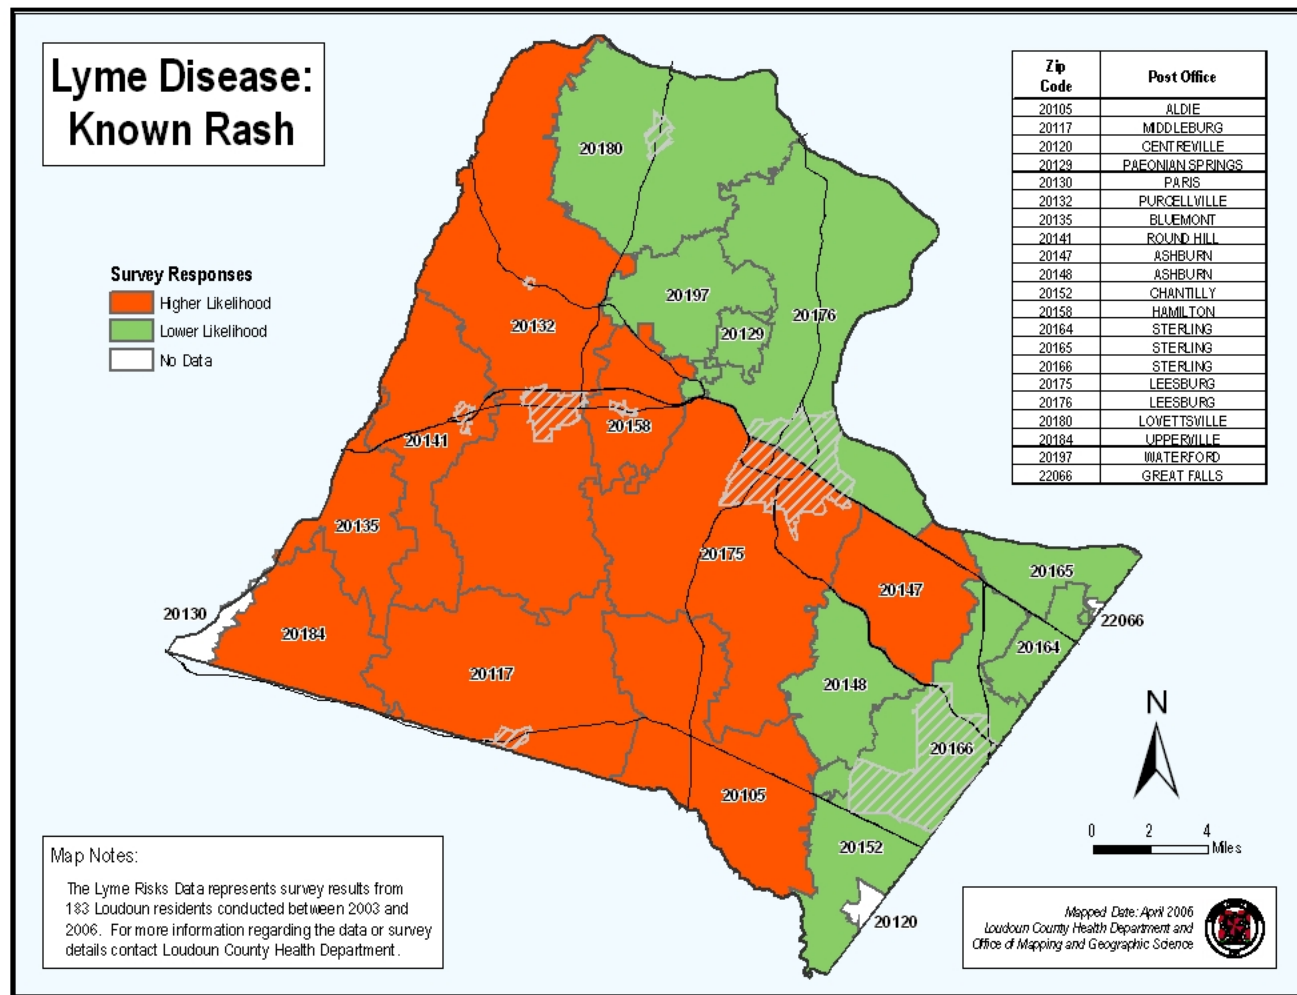 Lyme Disease:
Known Rash
Zip
Code
Post Office
20105 ALDIE
20117 MIDDLEBURG
20120 CENTREVILLE
20129 PAEONIAN SPRINGS
20130 PARIS
20132 PURCELLVILLE
20135 BLUEMONT
20141 ROUND HILL
20147 ASHBURN
20148 ASHBURN
20152 CHANTILLY
20158 HAMILTON
20164 STERLING
20165 STERLING
20166 STERLING
20175 LEESBURG
20176 LEESBURG
20180 LOVETTSVILLE
20184 UPPERVILLE
20197 WATERFORD
22066 GREAT FALLS
Survey Responses
Higher Likelihood
Lower Likelihood
No Data
20180
20197
20132
20129
20176
20141
20158
20135
20175
20147
20165
22066
20130
20184
20164
20117
20148
20166
20105
20152
20120
N
0 2 4
Miles
Map Notes:
The Lyme Risks Data represents survey results from
183 Loudoun residents conducted between 2003 and
2006. For more information regarding the data or survey
details contact Loudoun County Health Department.
Mapped Date: April 2006
Loudoun County Health Department and
Office of Mapping and Geographic Science